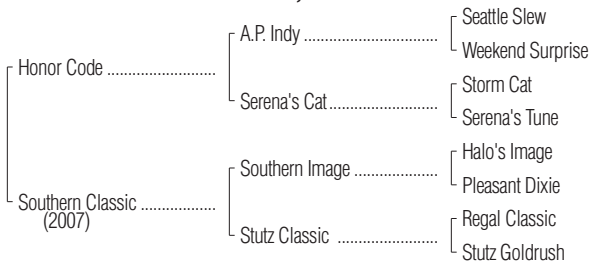 Seattle Slew
A.P. Indy ..............................
Weekend Surprise
Honor Code ........................
Storm Cat
Serena's Cat........................
Serena's Tune
Halo's Image
Southern Image ..................
Pleasant Dixie
Southern Classic .................
(2007)
Regal Classic
Stutz Classic ......................
Stutz Goldrush